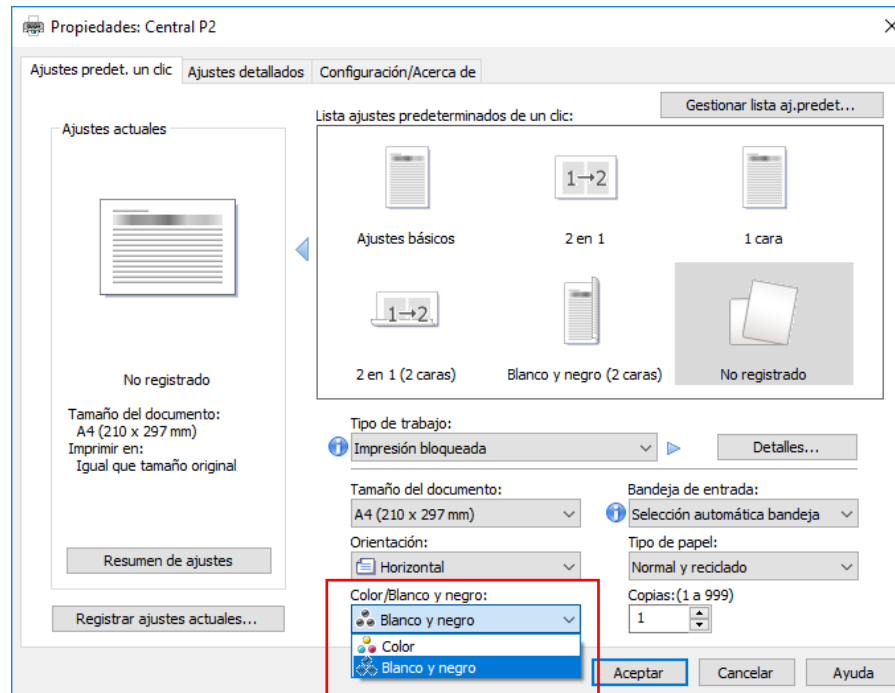 Propiedades: Central P2
Ajustes predet. un clic
Ajustes detallados
Configuración/Acerca de
Gestionar lista aj.predet...
Ajustes actuales
Lista ajustes predeterminados de un clic:
1→2
Ajustes básicos
2 en 1
1 cara
1→2
2 en 1 (2 caras)
Blanco y negro (2 caras)
No registrado
No registrado
Tamaño del documento:
A4 (210 x 297 mm)
Imprimir en:
Igual que tamaño original
Resumen de ajustes
Registrar ajustes actuales...
Tipo de trabajo:
Impresión bloqueada
Detalles...
Tamaño del documento:
A4 (210 x 297 mm)
Bandeja de entrada:
Selección automática bandeja
Orientación:
Horizontal
Tipo de papel:
Normal y reciclado
Color/Blanco y negro:
Blanco y negro
Color
Blanco y negro
Copias:(1 a 999)
1
Aceptar
Cancelar
Ayuda